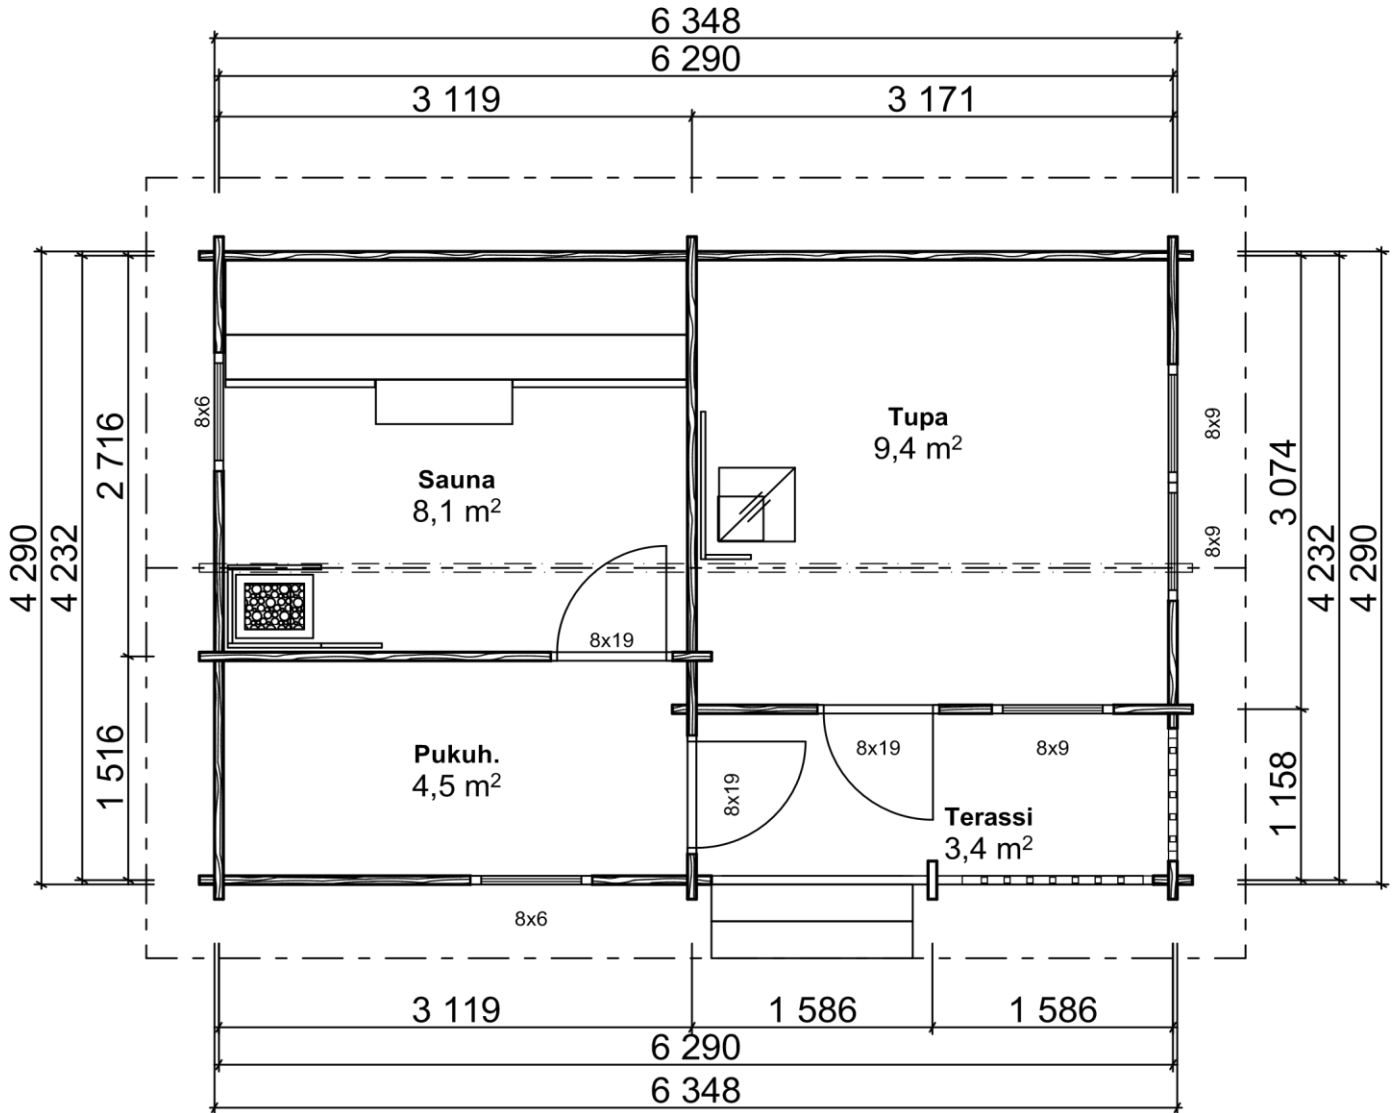 6 348
6 290
3 119
3 171
4 290
4 232
2 716
1 516
8x6
Sauna
8,1 m²
Tupa
9,4 m²
8x9
8x9
3 074
4 232
4 290
1 158
8x19
Pukuh.
4,5 m²
8x19
8x19
8x9
Terassi
3,4 m²
8x6
3 119
1 586
1 586
6 290
6 348